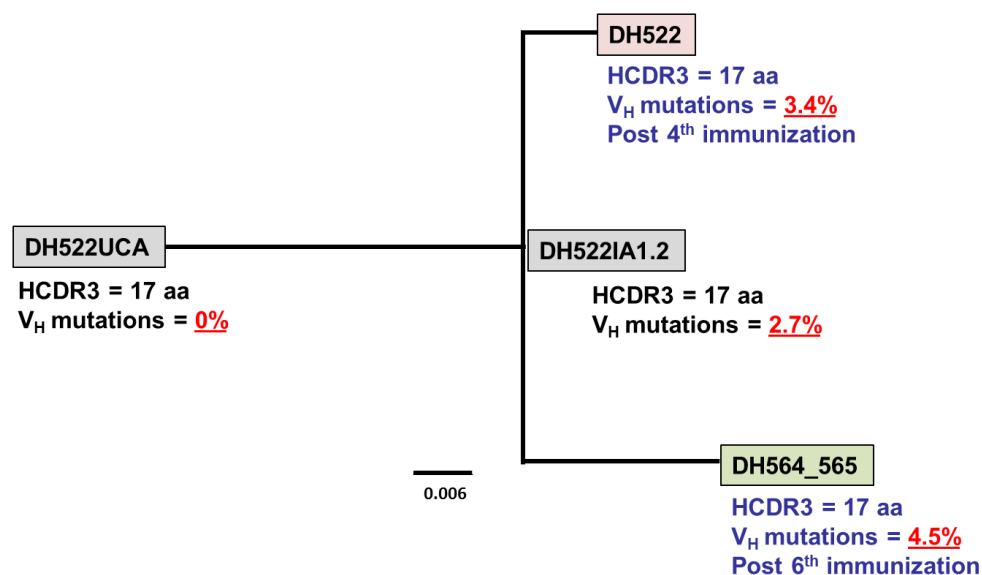 DH522
HCDR3 = 17 aa
VH mutations = 3.4%
Post 4th immunization
DH522UCA
HCDR3 = 17 aa
VH mutations = 0%
DH522IA1.2
HCDR3 = 17 aa
VH mutations = 2.7%
DH564_565
HCDR3 = 17 aa
VH mutations = 4.5%
Post 6th immunization
0.006